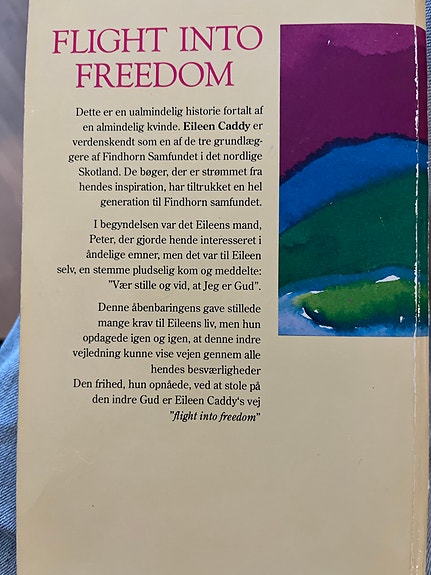 FLIGHT INTO
FREEDOM
Dette er en ualmindelig historie fortalt af
en almindelig kvinde. Eileen Caddy er
verdenskendt som en af de tre grundlæg-
gere af Findhorn Samfundet i det nordlige
Skotland. De bøger, der er strømmet fra
hendes inspiration, har tiltrukket en hel
generation til Findhorn samfundet.
I begyndelsen var det Eileens mand,
Peter, der gjorde hende interesseret i
åndelige emner, men det var til Eileen
selv, en stemme pludselig kom og meddelte:
"Vær stille og vid, at Jeg er Gud".
Denne åbenbaringens gave stillede
mange krav til Eileens liv, men hun
opdagede igen og igen, at denne indre
vejledning kunne vise vejen gennem alle
hendes besværligheder
Den frihed, hun opnåede, ved at stole på
den indre Gud er Eileen Caddy's vej
"flight into freedom"